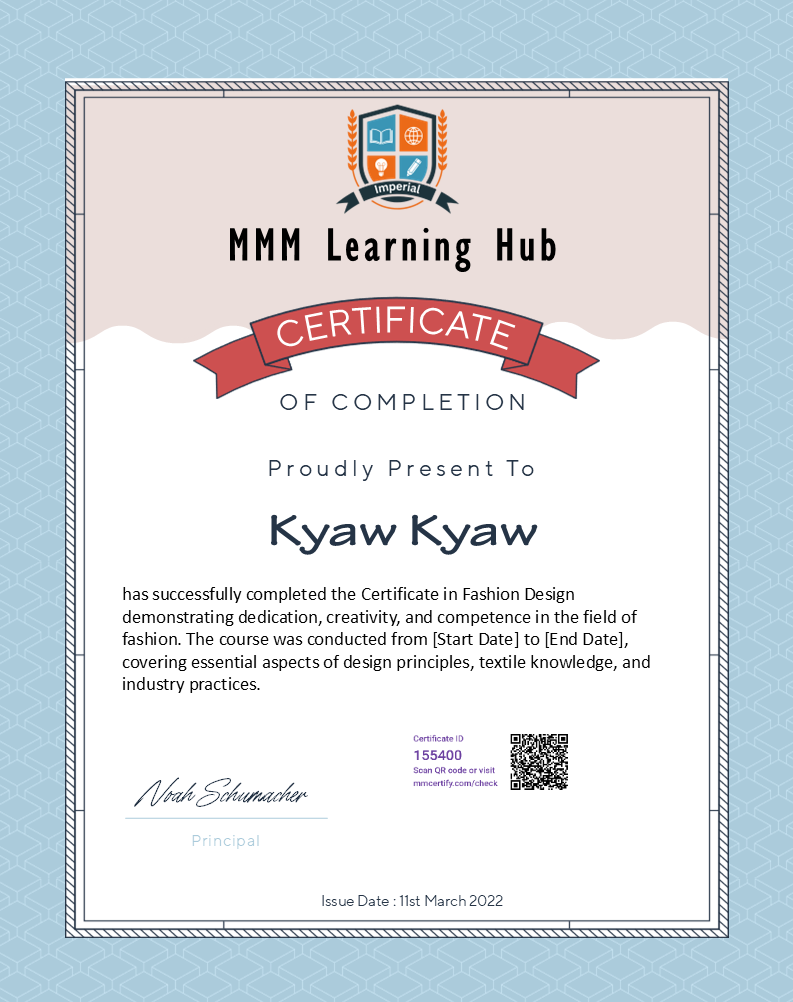 Imperial
MMM Learning Hub
CERTIFICATE
OF COMPLETION
Proudly Present To
Kyaw Kyaw
has successfully completed the Certificate in Fashion Design
demonstrating dedication, creativity, and competence in the field of
fashion. The course was conducted from [Start Date] to [End Date],
covering essential aspects of design principles, textile knowledge, and
industry practices.
Certificate ID
155400
Scan QR code or visit
mmcertify.com/check
Noah Schumacher
Principal
Issue Date : 11st March 2022